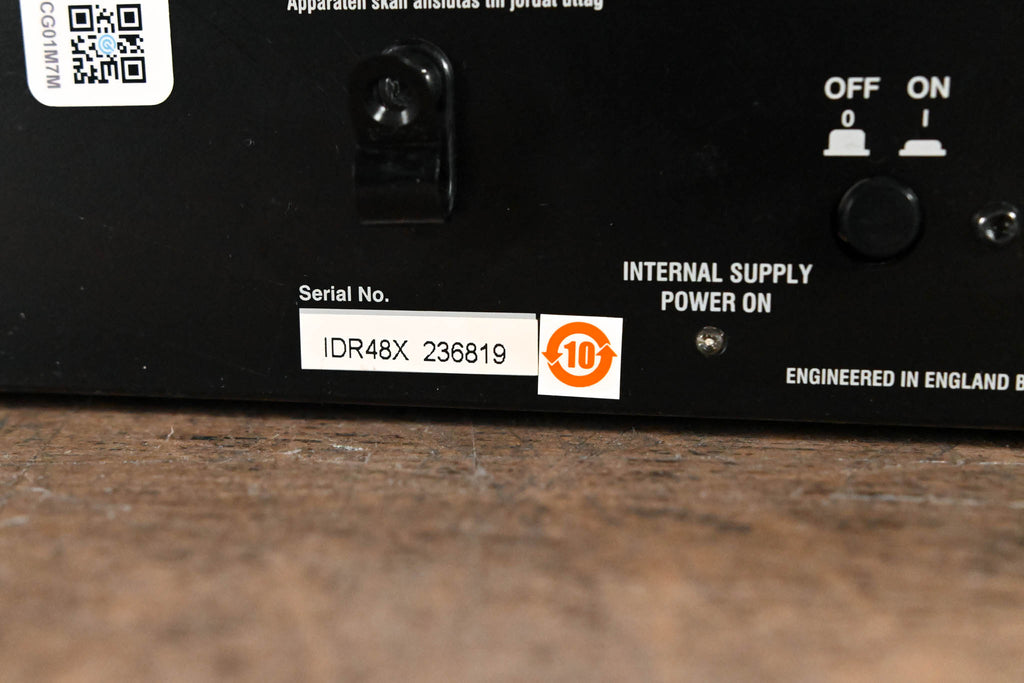 Apparaten skall anslutas till jordat uttag
CG01M7M
OFF ON
0 I
INTERNAL SUPPLY
POWER ON
Serial No.
IDR48X 236819
10
ENGINEERED IN ENGLAND B